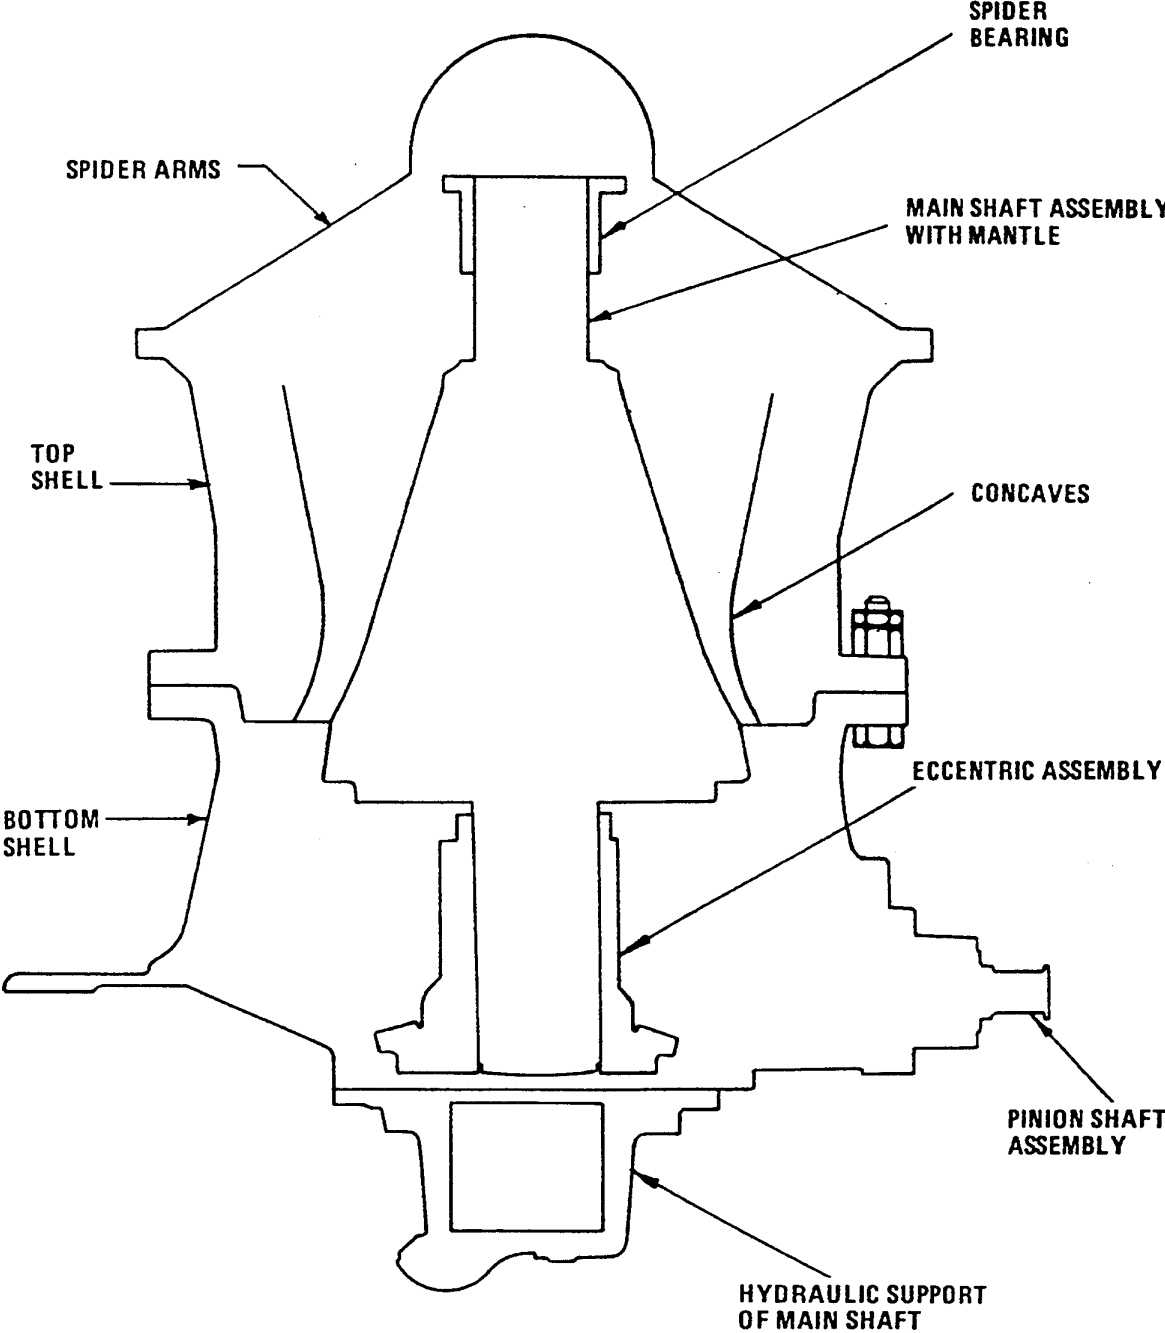 SPIDER
BEARING
SPIDER ARMS
MAIN SHAFT ASSEMBLY
WITH MANTLE
TOP
SHELL
CONCAVES
ECCENTRIC ASSEMBLY
BOTTOM
SHELL
PINION SHAFT
ASSEMBLY
HYDRAULIC SUPPORT
OF MAIN SHAFT